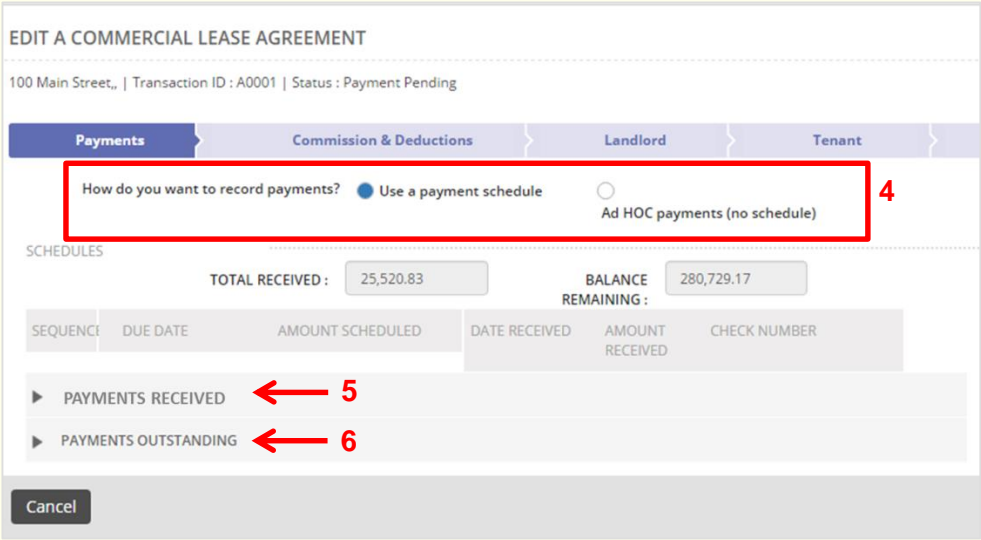 EDIT A COMMERCIAL LEASE AGREEMENT
100 Main Street,, | Transaction ID : A0001 | Status : Payment Pending
Payments Commission & Deductions Landlord Tenant
How do you want to record payments? Use a payment schedule
Ad HOC payments (no schedule)
4
SCHEDULES
TOTAL RECEIVED : 25,520.83 BALANCE REMAINING : 280,729.17
SEQUENCE DUE DATE AMOUNT SCHEDULED DATE RECEIVED AMOUNT RECEIVED CHECK NUMBER
PAYMENTS RECEIVED 5
PAYMENTS OUTSTANDING 6
Cancel